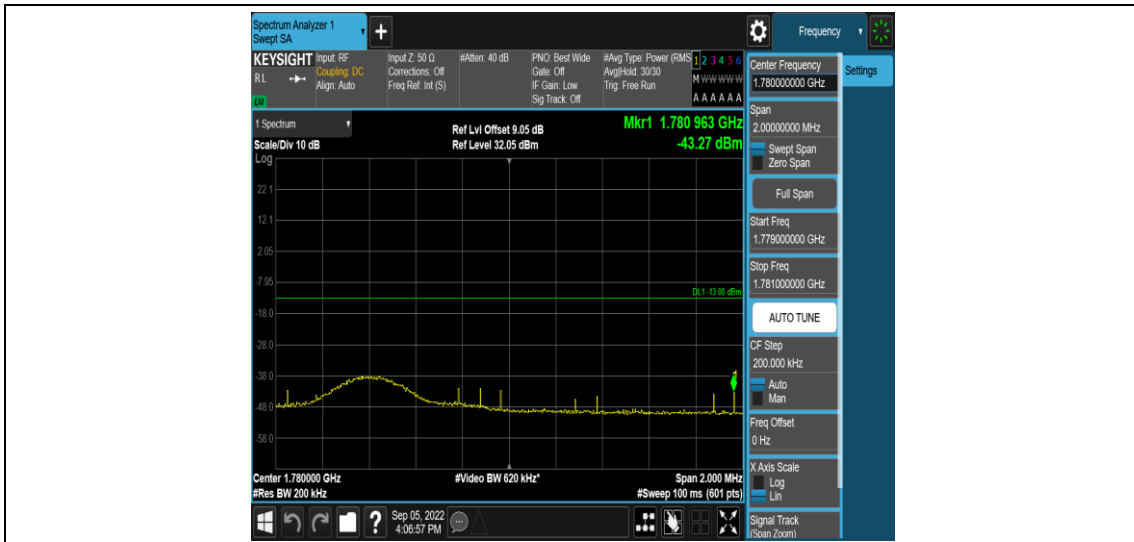 Spectrum Analyzer 1
Swept SA
+
Frequency
KEYSIGHT
RL
LXI
Input: RF
Coupling: DC
Align: Auto
Input Z: 50 Ω
Corrections: Off
Freq Ref: Int (S)
#Atten: 40 dB
PNO: Best Wide
Gate: Off
IF Gain: Low
Sig Track: Off
#Avg Type: Power (RMS
Avg|Hold: 30/30
Trig: Free Run
1 2 3 4 5 6
M W W W W W
A A A A A A
1 Spectrum
Scale/Div 10 dB
Ref Lvl Offset 9.05 dB
Ref Level 32.05 dBm
Mkr1 1.780 963 GHz
-43.27 dBm
Log
22.1
12.1
2.05
-7.95
DL1 -13.00 dBm
-18.0
-28.0
-38.0
-48.0
-58.0
Center 1.780000 GHz
#Res BW 200 kHz
#Video BW 620 kHz*
Span 2.000 MHz
#Sweep 100 ms (601 pts)
Center Frequency
1.780000000 GHz
Settings
Span
2.00000000 MHz
Swept Span
Zero Span
Full Span
Start Freq
1.779000000 GHz
Stop Freq
1.781000000 GHz
AUTO TUNE
CF Step
200.000 kHz
Auto
Man
Freq Offset
0 Hz
X Axis Scale
Log
Lin
Signal Track
(Span Zoom)
?
Sep 05, 2022
4:06:57 PM